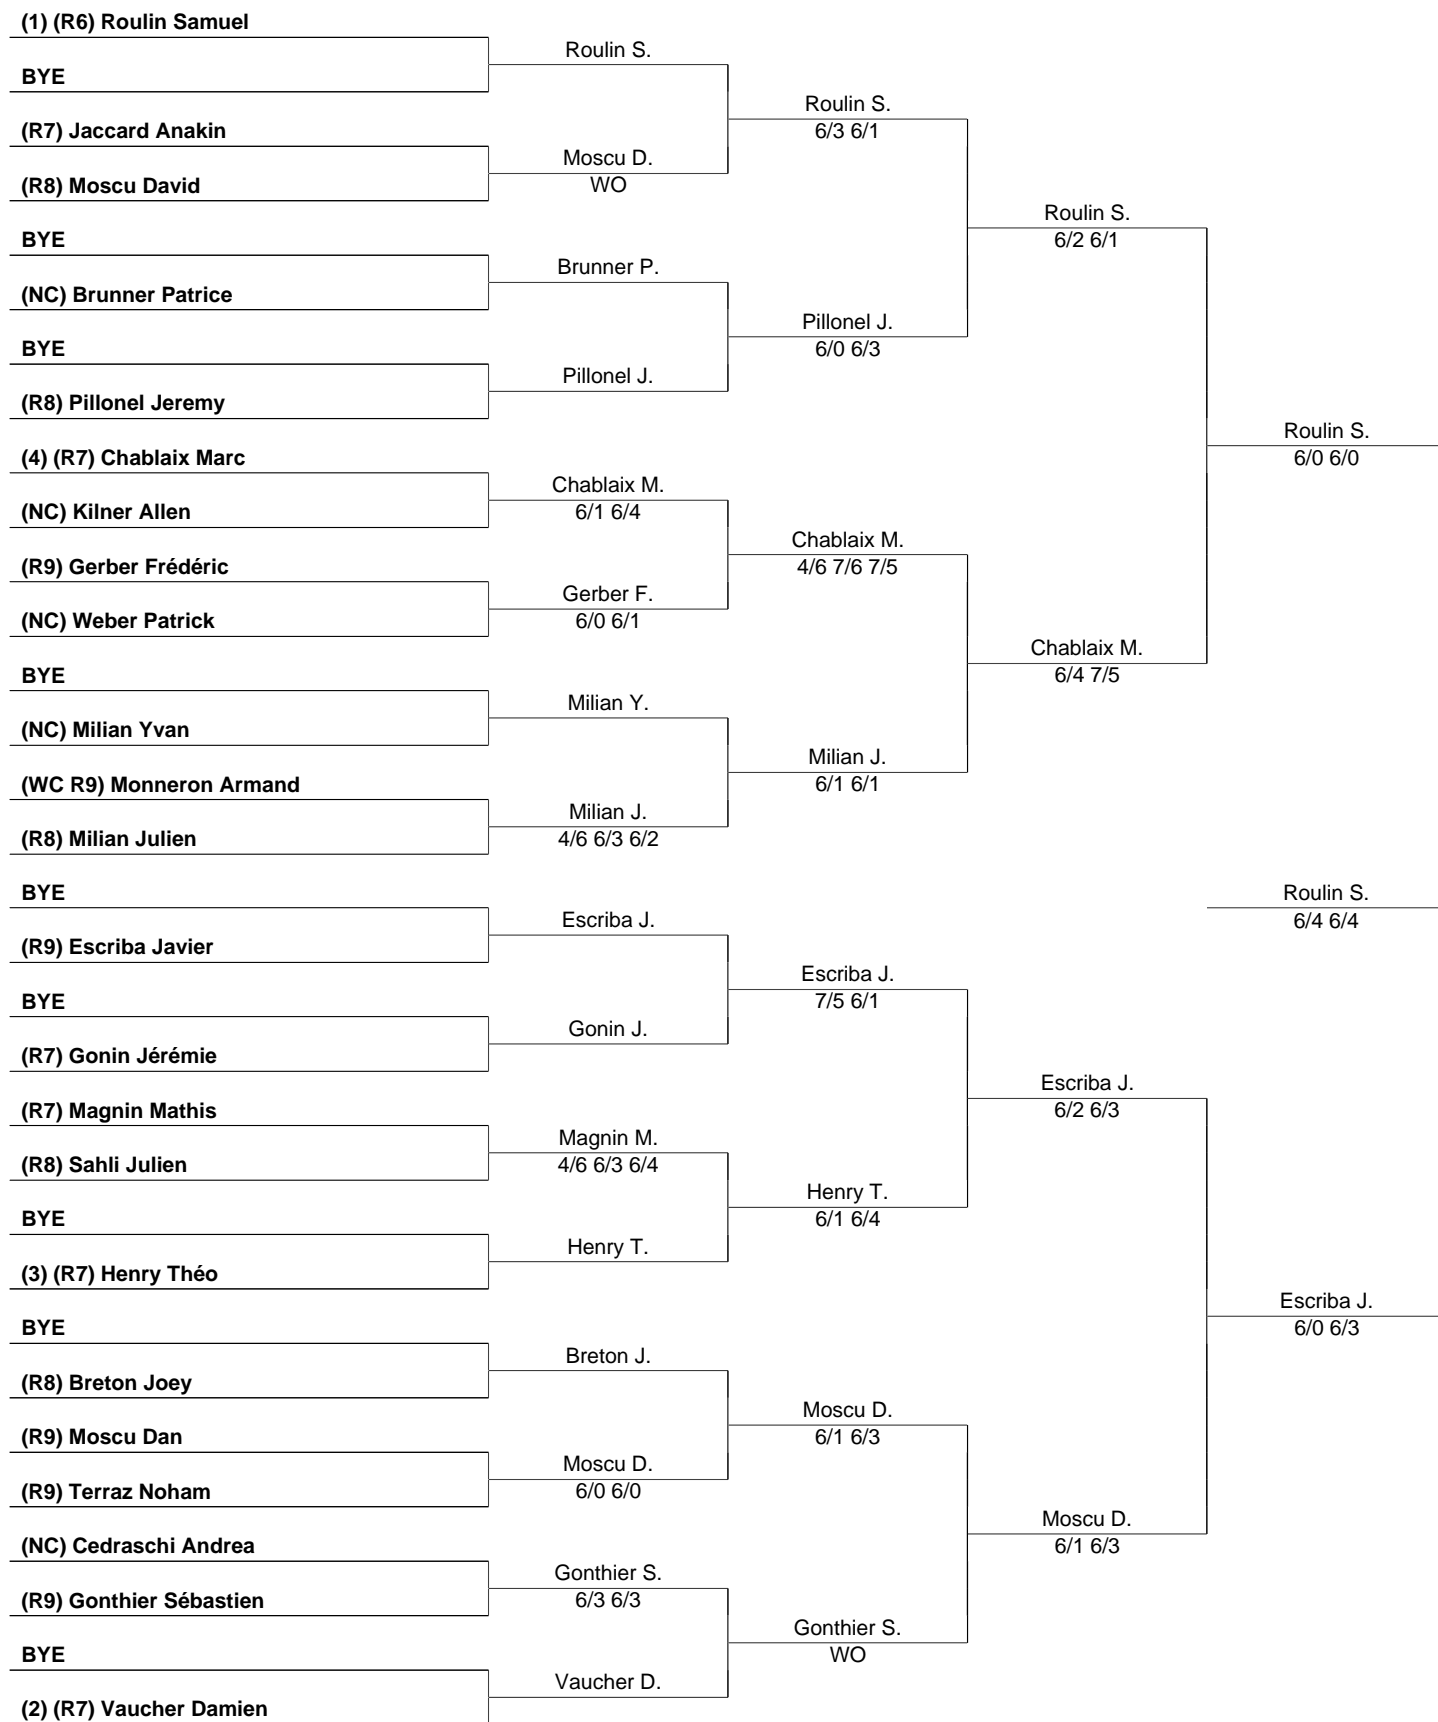 (1) (R6) Roulin Samuel
BYE
(R7) Jaccard Anakin
(R8) Moscu David
BYE
(NC) Brunner Patrice
BYE
(R8) Pillonel Jeremy
(4) (R7) Chablaix Marc
(NC) Kilner Allen
(R9) Gerber Frédéric
(NC) Weber Patrick
BYE
(NC) Milian Yvan
(WC R9) Monneron Armand
(R8) Milian Julien
BYE
(R9) Escriba Javier
BYE
(R7) Gonin Jérémie
(R7) Magnin Mathis
(R8) Sahli Julien
BYE
(3) (R7) Henry Théo
BYE
(R8) Breton Joey
(R9) Moscu Dan
(R9) Terraz Noham
(NC) Cedraschi Andrea
(R9) Gonthier Sébastien
BYE
(2) (R7) Vaucher Damien
Roulin S.
Moscu D.
WO
Brunner P.
Pillonel J.
Chablaix M.
6/1 6/4
Gerber F.
6/0 6/1
Milian Y.
Milian J.
4/6 6/3 6/2
Escriba J.
Gonin J.
Magnin M.
4/6 6/3 6/4
Henry T.
Breton J.
Moscu D.
6/0 6/0
Gonthier S.
6/3 6/3
Vaucher D.
Roulin S.
6/3 6/1
Pillonel J.
6/0 6/3
Chablaix M.
4/6 7/6 7/5
Milian J.
6/1 6/1
Escriba J.
7/5 6/1
Henry T.
6/1 6/4
Moscu D.
6/1 6/3
Gonthier S.
WO
Roulin S.
6/2 6/1
Chablaix M.
6/4 7/5
Escriba J.
6/2 6/3
Moscu D.
6/1 6/3
Roulin S.
6/0 6/0
Roulin S.
6/4 6/4
Escriba J.
6/0 6/3